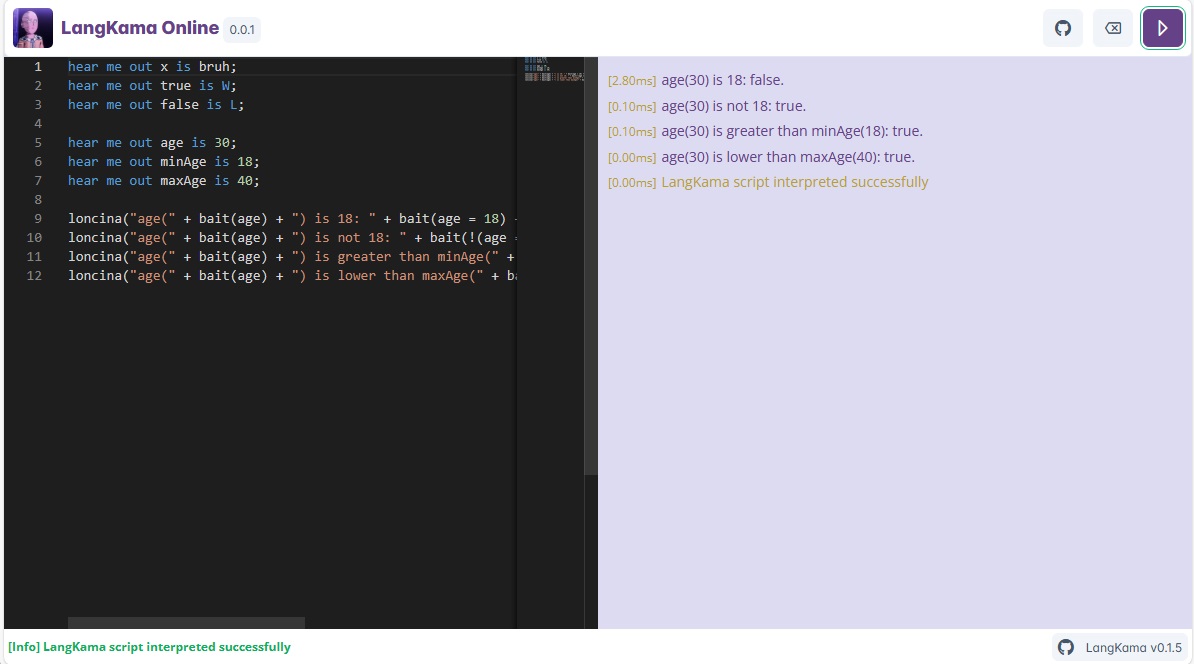 LangKama Online 0.0.1
1 hear me out x is bruh;
2 hear me out true is W;
3 hear me out false is L;
4
5 hear me out age is 30;
6 hear me out minAge is 18;
7 hear me out maxAge is 40;
8
9 loncina("age(" + bait(age) + ") is 18: " + bait(age = 18)
10 loncina("age(" + bait(age) + ") is not 18: " + bait(!(age
11 loncina("age(" + bait(age) + ") is greater than minAge(" +
12 loncina("age(" + bait(age) + ") is lower than maxAge(" +
[2.80ms] age(30) is 18: false.
[0.10ms] age(30) is not 18: true.
[0.10ms] age(30) is greater than minAge(18): true.
[0.00ms] age(30) is lower than maxAge(40): true.
[0.00ms] LangKama script interpreted successfully
[Info] LangKama script interpreted successfully
LangKama v0.1.5